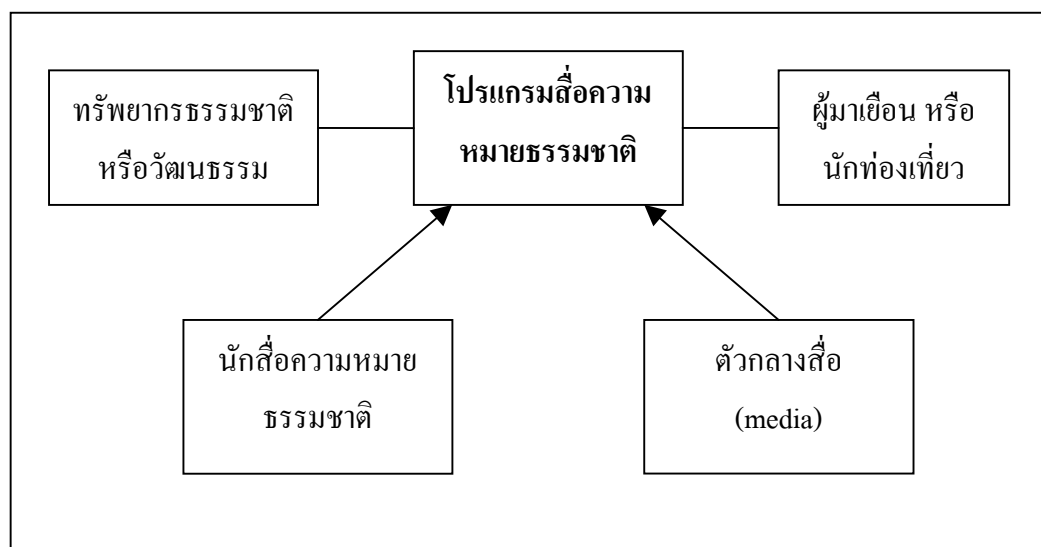 ทรัพยากรธรรมชาติ
หรือวัฒนธรรม
โปรแกรมสื่อความ
หมายธรรมชาติ
ผู้มาเยือน หรือ
นักท่องเที่ยว
นักสื่อความหมาย
ธรรมชาติ
ตัวกลางสื่อ
(media)